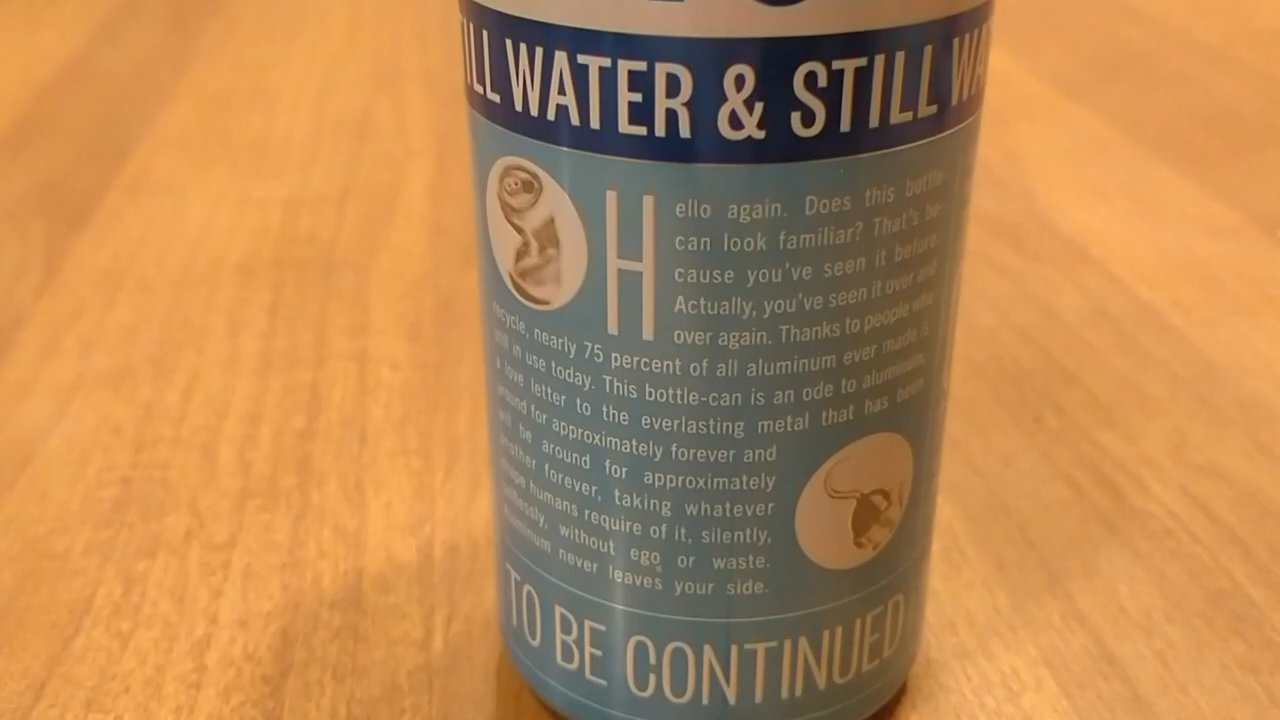 ILL WATER & STILL WA
Hello again. Does this bottle-
can look familiar? That's be-
cause you've seen it before.
Actually, you've seen it over and
over again. Thanks to people who
recycle, nearly 75 percent of all aluminum ever made is
still in use today. This bottle-can is an ode to aluminum,
a love letter to the everlasting metal that has been
around for approximately forever and
will be around for approximately
another forever, taking whatever
shape humans require of it, silently,
selflessly, without ego or waste.
Aluminum never leaves your side.
TO BE CONTINUED